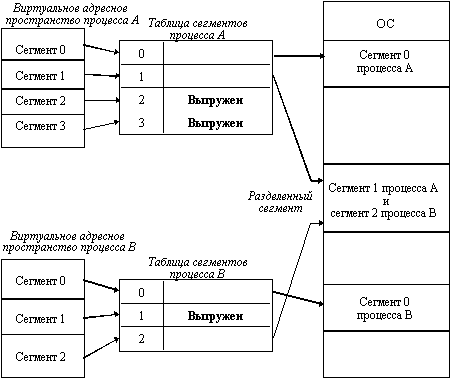 Виртуальное адресное
пространство процесса А
Сегмент 0
Сегмент 1
Сегмент 2
Сегмент 3
Таблица сегментов
процесса А
0
1
2 Выпружен
3 Выпружен
ОС
Сегмент 0
процесса А
Сегмент 1 процесса А
и
сегмент 2 процесса В
Разделенный
сегмент
Сегмент 0
процесса В
Виртуальное адресное
пространство процесса В
Сегмент 0
Сегмент 1
Сегмент 2
Таблица сегментов
процесса В
0
1 Выпружен
2